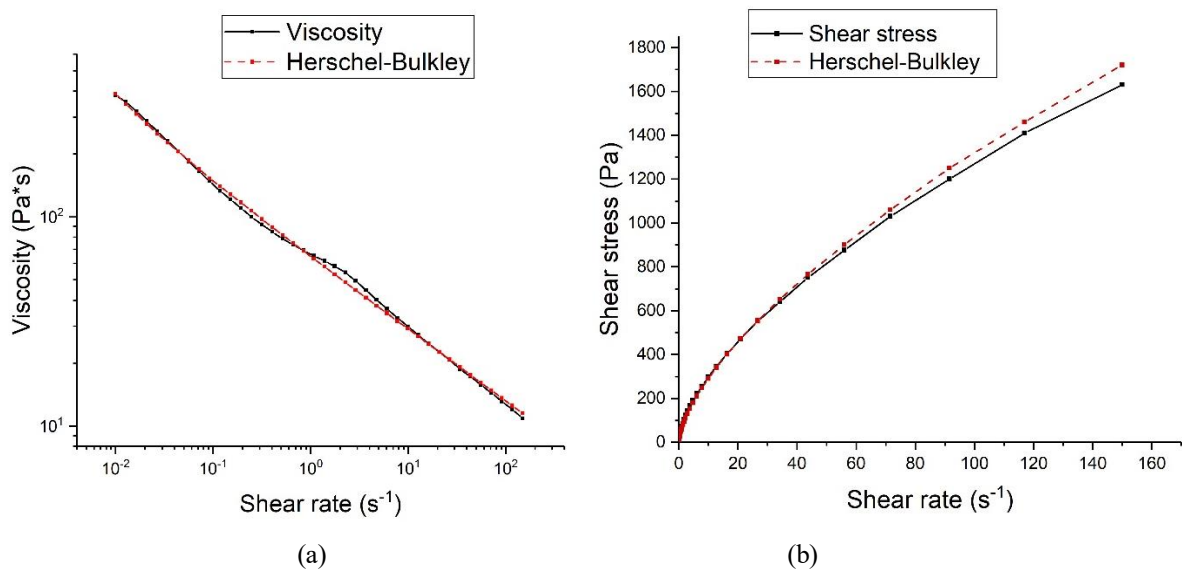 Viscosity
Herschel-Bulkley
Viscosity (Pa*s)
10²
10¹
10⁻² 10⁻¹ 10⁰ 10¹ 10²
Shear rate (s⁻¹)
(a)
Shear stress
Herschel-Bulkley
Shear stress (Pa)
1800
1600
1400
1200
1000
800
600
400
200
0
0 20 40 60 80 100 120 140 160
Shear rate (s⁻¹)
(b)